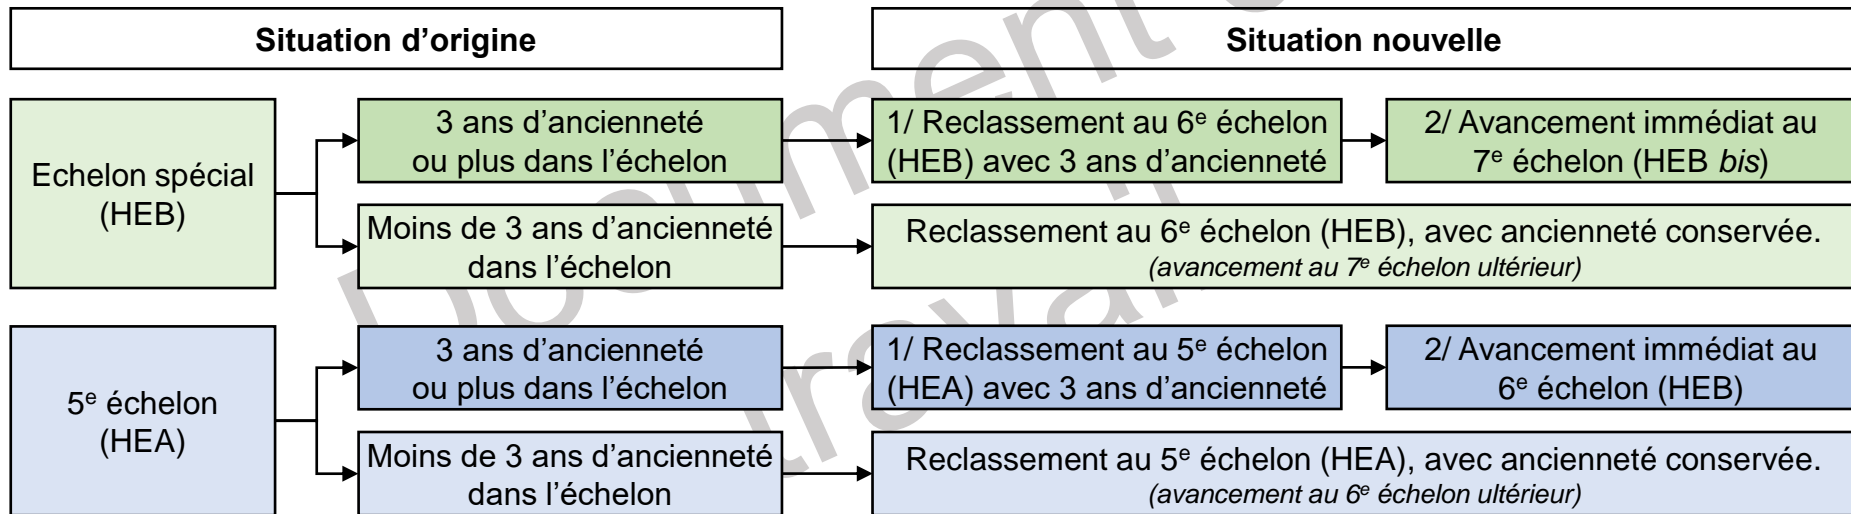 Situation d'origine
Situation nouvelle
Echelon spécial
(HEB)
3 ans d'ancienneté
ou plus dans l'échelon
1/ Reclassement au 6e échelon
(HEB) avec 3 ans d'ancienneté
2/ Avancement immédiat au
7e échelon (HEB bis)
Moins de 3 ans d'ancienneté
dans l'échelon
Reclassement au 6e échelon (HEB), avec ancienneté conservée.
(avancement au 7e échelon ultérieur)
5e échelon
(HEA)
3 ans d'ancienneté
ou plus dans l'échelon
1/ Reclassement au 5e échelon
(HEA) avec 3 ans d'ancienneté
2/ Avancement immédiat au
6e échelon (HEB)
Moins de 3 ans d'ancienneté
dans l'échelon
Reclassement au 5e échelon (HEA), avec ancienneté conservée.
(avancement au 6e échelon ultérieur)
Document
travail